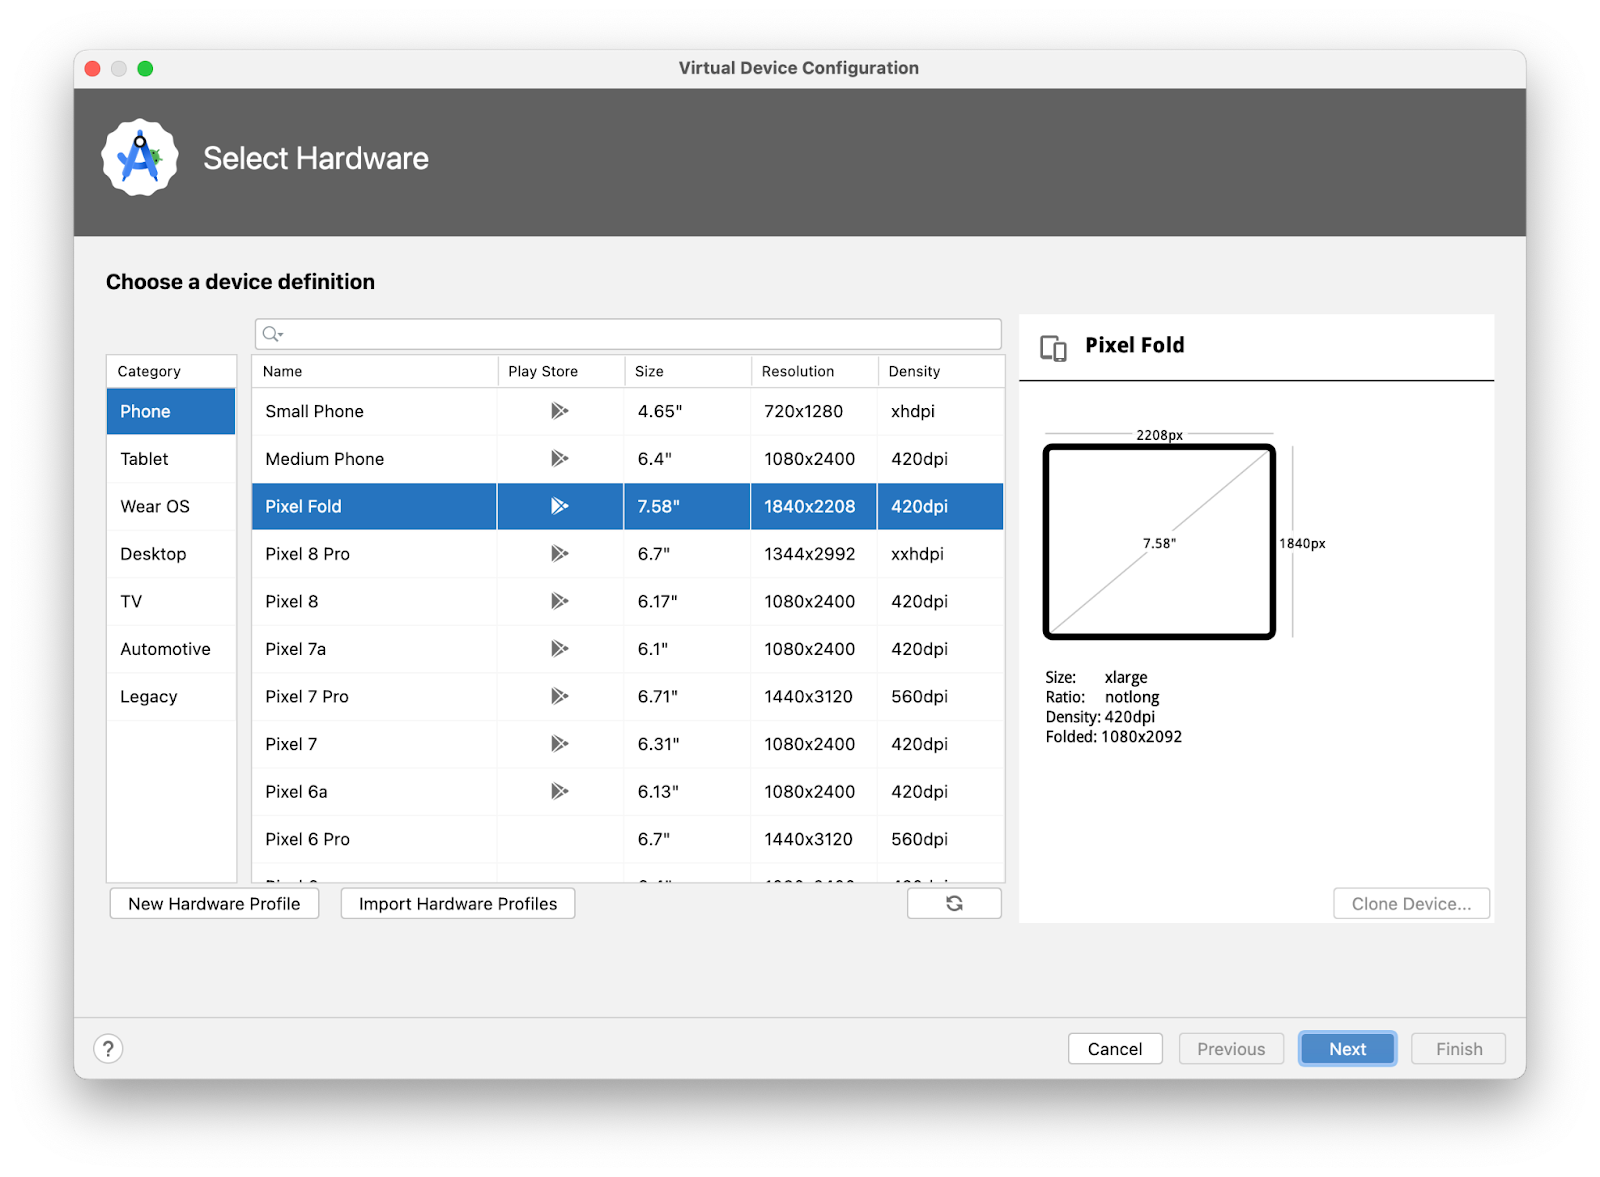 Virtual Device Configuration
Select Hardware
Choose a device definition
Category
Phone
Tablet
Wear OS
Desktop
TV
Automotive
Legacy
Name Play Store Size Resolution Density
Small Phone 4.65" 720x1280 xhdpi
Medium Phone 6.4" 1080x2400 420dpi
Pixel Fold 7.58" 1840x2208 420dpi
Pixel 8 Pro 6.7" 1344x2992 xxhdpi
Pixel 8 6.17" 1080x2400 420dpi
Pixel 7a 6.1" 1080x2400 420dpi
Pixel 7 Pro 6.71" 1440x3120 560dpi
Pixel 7 6.31" 1080x2400 420dpi
Pixel 6a 6.13" 1080x2400 420dpi
Pixel 6 Pro 6.7" 1440x3120 560dpi
New Hardware Profile Import Hardware Profiles
Pixel Fold
2208px
7.58"
1840px
Size: xlarge
Ratio: notlong
Density: 420dpi
Folded: 1080x2092
Clone Device...
? Cancel Previous Next Finish